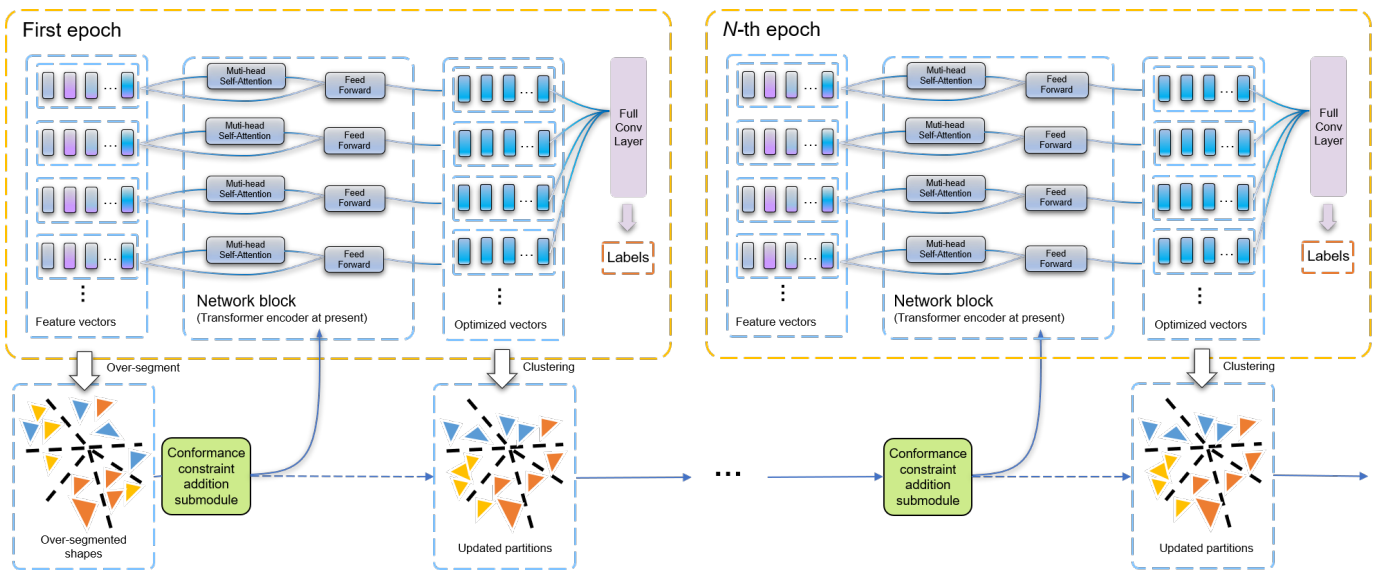 First epoch
Muti-head
Self-Attention
Feed
Forward
Muti-head
Self-Attention
Feed
Forward
Muti-head
Self-Attention
Feed
Forward
Muti-head
Self-Attention
Feed
Forward
Full
Conv
Layer
Labels
Network block
(Transformer encoder at present)
Feature vectors
Optimized vectors
Over-segment
Clustering
Conformance
constraint
addition
submodule
Over-segmented
shapes
Updated partitions
...
N-th epoch
Muti-head
Self-Attention
Feed
Forward
Muti-head
Self-Attention
Feed
Forward
Muti-head
Self-Attention
Feed
Forward
Muti-head
Self-Attention
Feed
Forward
Full
Conv
Layer
Labels
Network block
(Transformer encoder at present)
Feature vectors
Optimized vectors
Clustering
Conformance
constraint
addition
submodule
Updated partitions